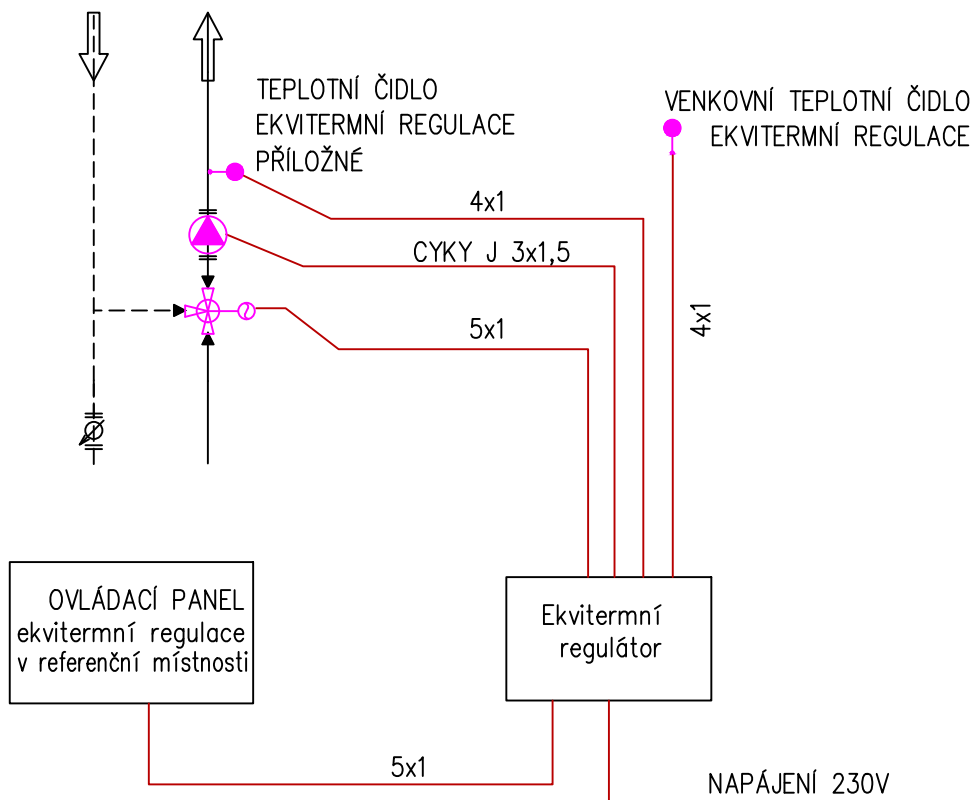 TEPLOTNÍ ČIDLO
EKVITERMNÍ REGULACE
PŘÍLOŽNÉ
VENKOVNÍ TEPLOTNÍ ČIDLO
EKVITERMNÍ REGULACE
4x1
CYKY J 3x1,5
5x1
4x1
OVLÁDACÍ PANEL
ekvitermní regulace
v referenční místnosti
Ekvitermní
regulátor
5x1
NAPÁJENÍ 230V